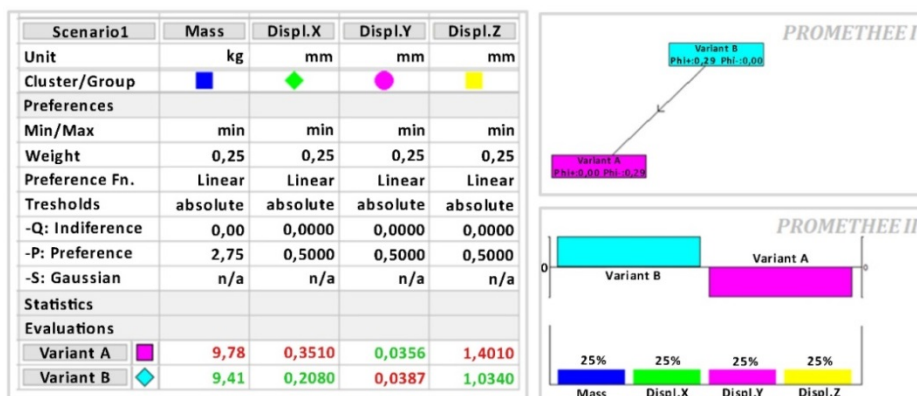 Scenario1 Mass Displ.X Displ.Y Displ.Z
Unit kg mm mm mm
Cluster/Group
Preferences
Min/Max min min min min
Weight 0,25 0,25 0,25 0,25
Preference Fn. Linear Linear Linear Linear
Tresholds absolute absolute absolute absolute
-Q: Indiference 0,00 0,0000 0,0000 0,0000
-P: Preference 2,75 0,5000 0,5000 0,5000
-S: Gaussian n/a n/a n/a n/a
Statistics
Evaluations
Variant A 9,78 0,3510 0,0356 1,4010
Variant B 9,41 0,2080 0,0387 1,0340
PROMETHEE I
Variant B
Phi+:0,29 Phi-:0,00
Variant A
Phi+:0,00 Phi-:0,29
PROMETHEE II
Variant A
0 0
Variant B
25% 25% 25% 25%
Mass Displ.X Displ.Y Displ.Z